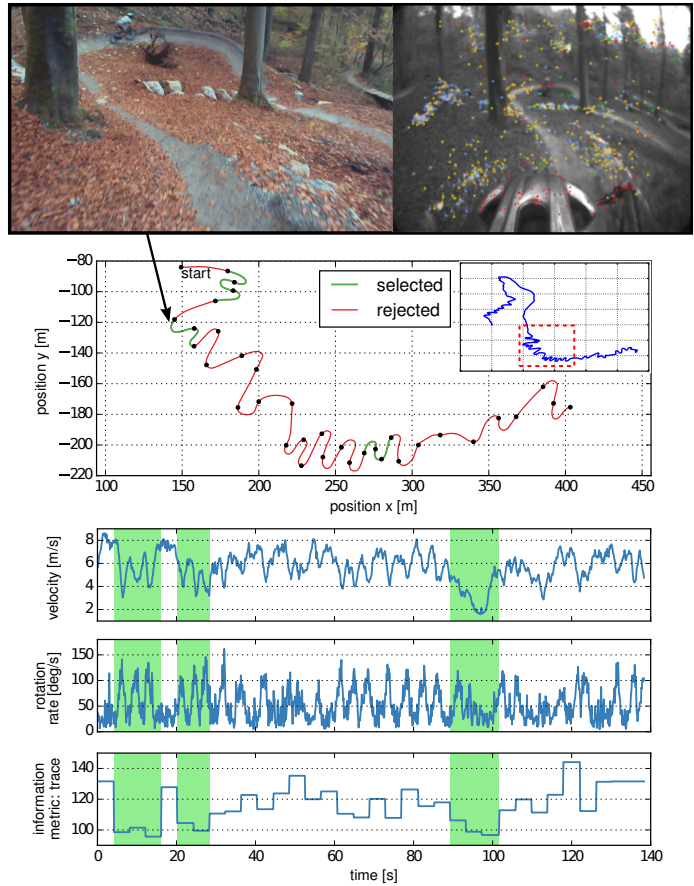 −80
−100
−120
−140
−160
−180
−200
−220
position y [m]
start
selected
rejected
100 150 200 250 300 350 400 450
position x [m]
8
6
4
2
velocity [m/s]
150
100
50
0
rotation
rate [deg/s]
time [s]
140
120
100
information
metric: trace
0 20 40 60 80 100 120 140
time [s]